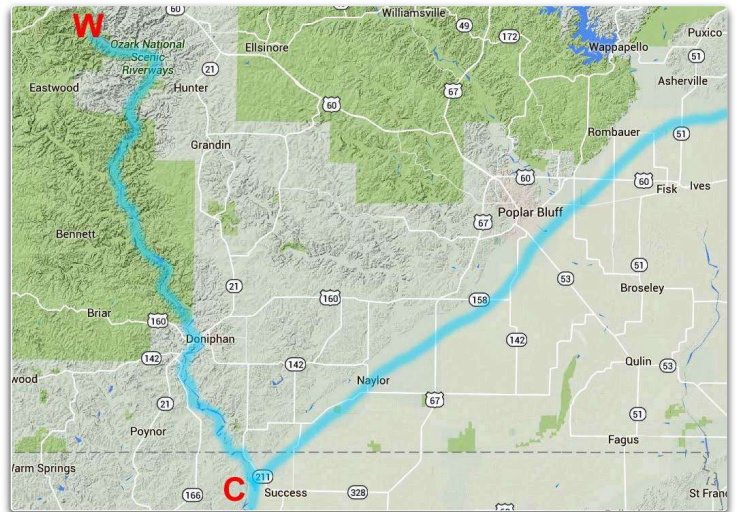 W
60
Williamsville
49
172
Puxico
Ozark National
Scenic
Riverways
Ellsinore
Wappapello
51
21
67
Asherville
Eastwood
Hunter
60
Rombauer
51
Grandin
60
60
Fisk
Ives
Poplar Bluff
67
Bennett
51
53
21
Broseley
160
158
Briar
160
Doniphan
142
142
142
Qulin
53
wood
Naylor
21
67
51
Poynor
Fagus
Warm Springs
211
C
166
Success
328
St Fran